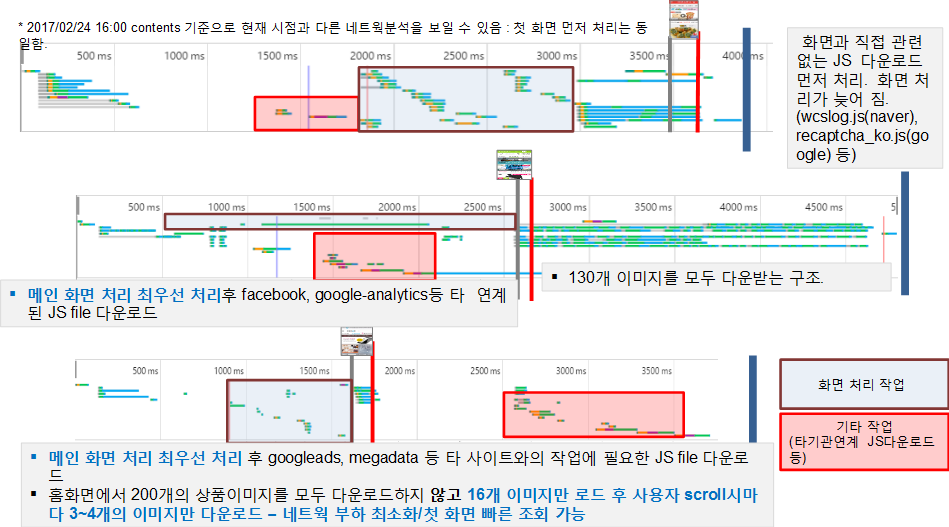 * 2017/02/24 16:00 contents 기준으로 현재 시점과 다른 네트웍분석을 보일 수 있음 : 첫 화면 먼저 처리는 동
일함.
500 ms 1000 ms 1500 ms 2000 ms 2500 ms 3000 ms 3500 ms 4000 ms
화면과 직접 관련
없는 JS 다운로드
먼저 처리. 화면 처
리가 늦어 짐.
(wcslog.js(naver),
recaptcha_ko.js(go
ogle) 등)
500 ms 1000 ms 1500 ms 2000 ms 2500 ms 3000 ms 3500 ms 4000 ms 4500 ms 5
▪ 130개 이미지를 모두 다운받는 구조.
▪ 메인 화면 처리 최우선 처리후 facebook, google-analytics등 타 연계
된 JS file 다운로드
500 ms 1000 ms 1500 ms 2000 ms 2500 ms 3000 ms 3500 ms
화면 처리 작업
기타 작업
(타기관연계 JS다운로드
등)
▪ 메인 화면 처리 최우선 처리 후 googleads, megadata 등 타 사이트와의 작업에 필요한 JS file 다운로
드
▪ 홈화면에서 200개의 상품이미지를 모두 다운로드하지 않고 16개 이미지만 로드 후 사용자 scroll시마
다 3~4개의 이미지만 다운로드 – 네트웍 부하 최소화/첫 화면 빠른 조회 가능